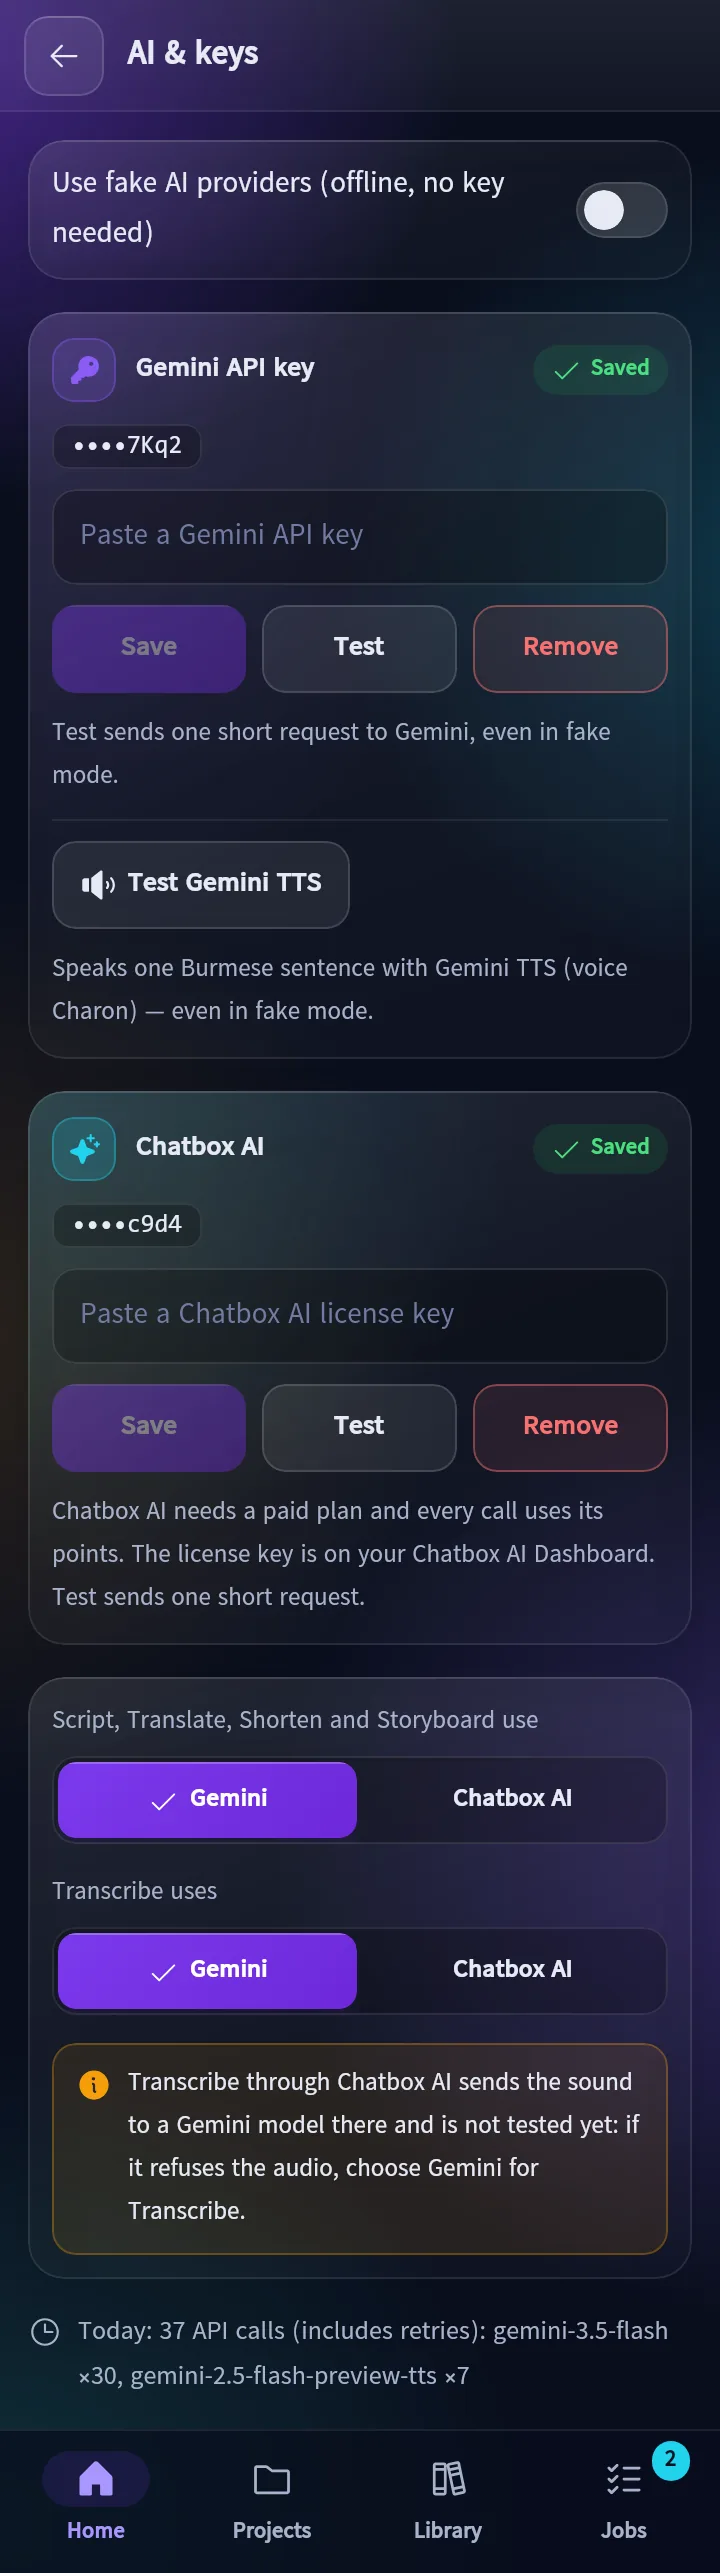 AI & keys
Use fake AI providers (offline, no key
needed)
Gemini API key
Saved
••••7Kq2
Paste a Gemini API key
Save
Test
Remove
Test sends one short request to Gemini, even in fake
mode.
Test Gemini TTS
Speaks one Burmese sentence with Gemini TTS (voice
Charon) — even in fake mode.
Chatbox AI
Saved
••••c9d4
Paste a Chatbox AI license key
Save
Test
Remove
Chatbox AI needs a paid plan and every call uses its
points. The license key is on your Chatbox AI Dashboard.
Test sends one short request.
Script, Translate, Shorten and Storyboard use
Gemini
Chatbox AI
Transcribe uses
Gemini
Chatbox AI
Transcribe through Chatbox AI sends the sound
to a Gemini model there and is not tested yet: if
it refuses the audio, choose Gemini for
Transcribe.
Today: 37 API calls (includes retries): gemini-3.5-flash
×30, gemini-2.5-flash-preview-tts ×7
2
Home
Projects
Library
Jobs